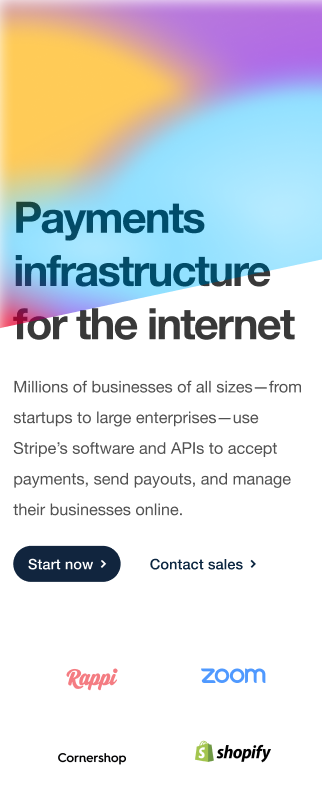 Payments
infrastructure
for the internet
Millions of businesses of all sizes—from
startups to large enterprises—use
Stripe’s software and APIs to accept
payments, send payouts, and manage
their businesses online.
Start now
Contact sales
Rappi
zoom
Cornershop
shopify